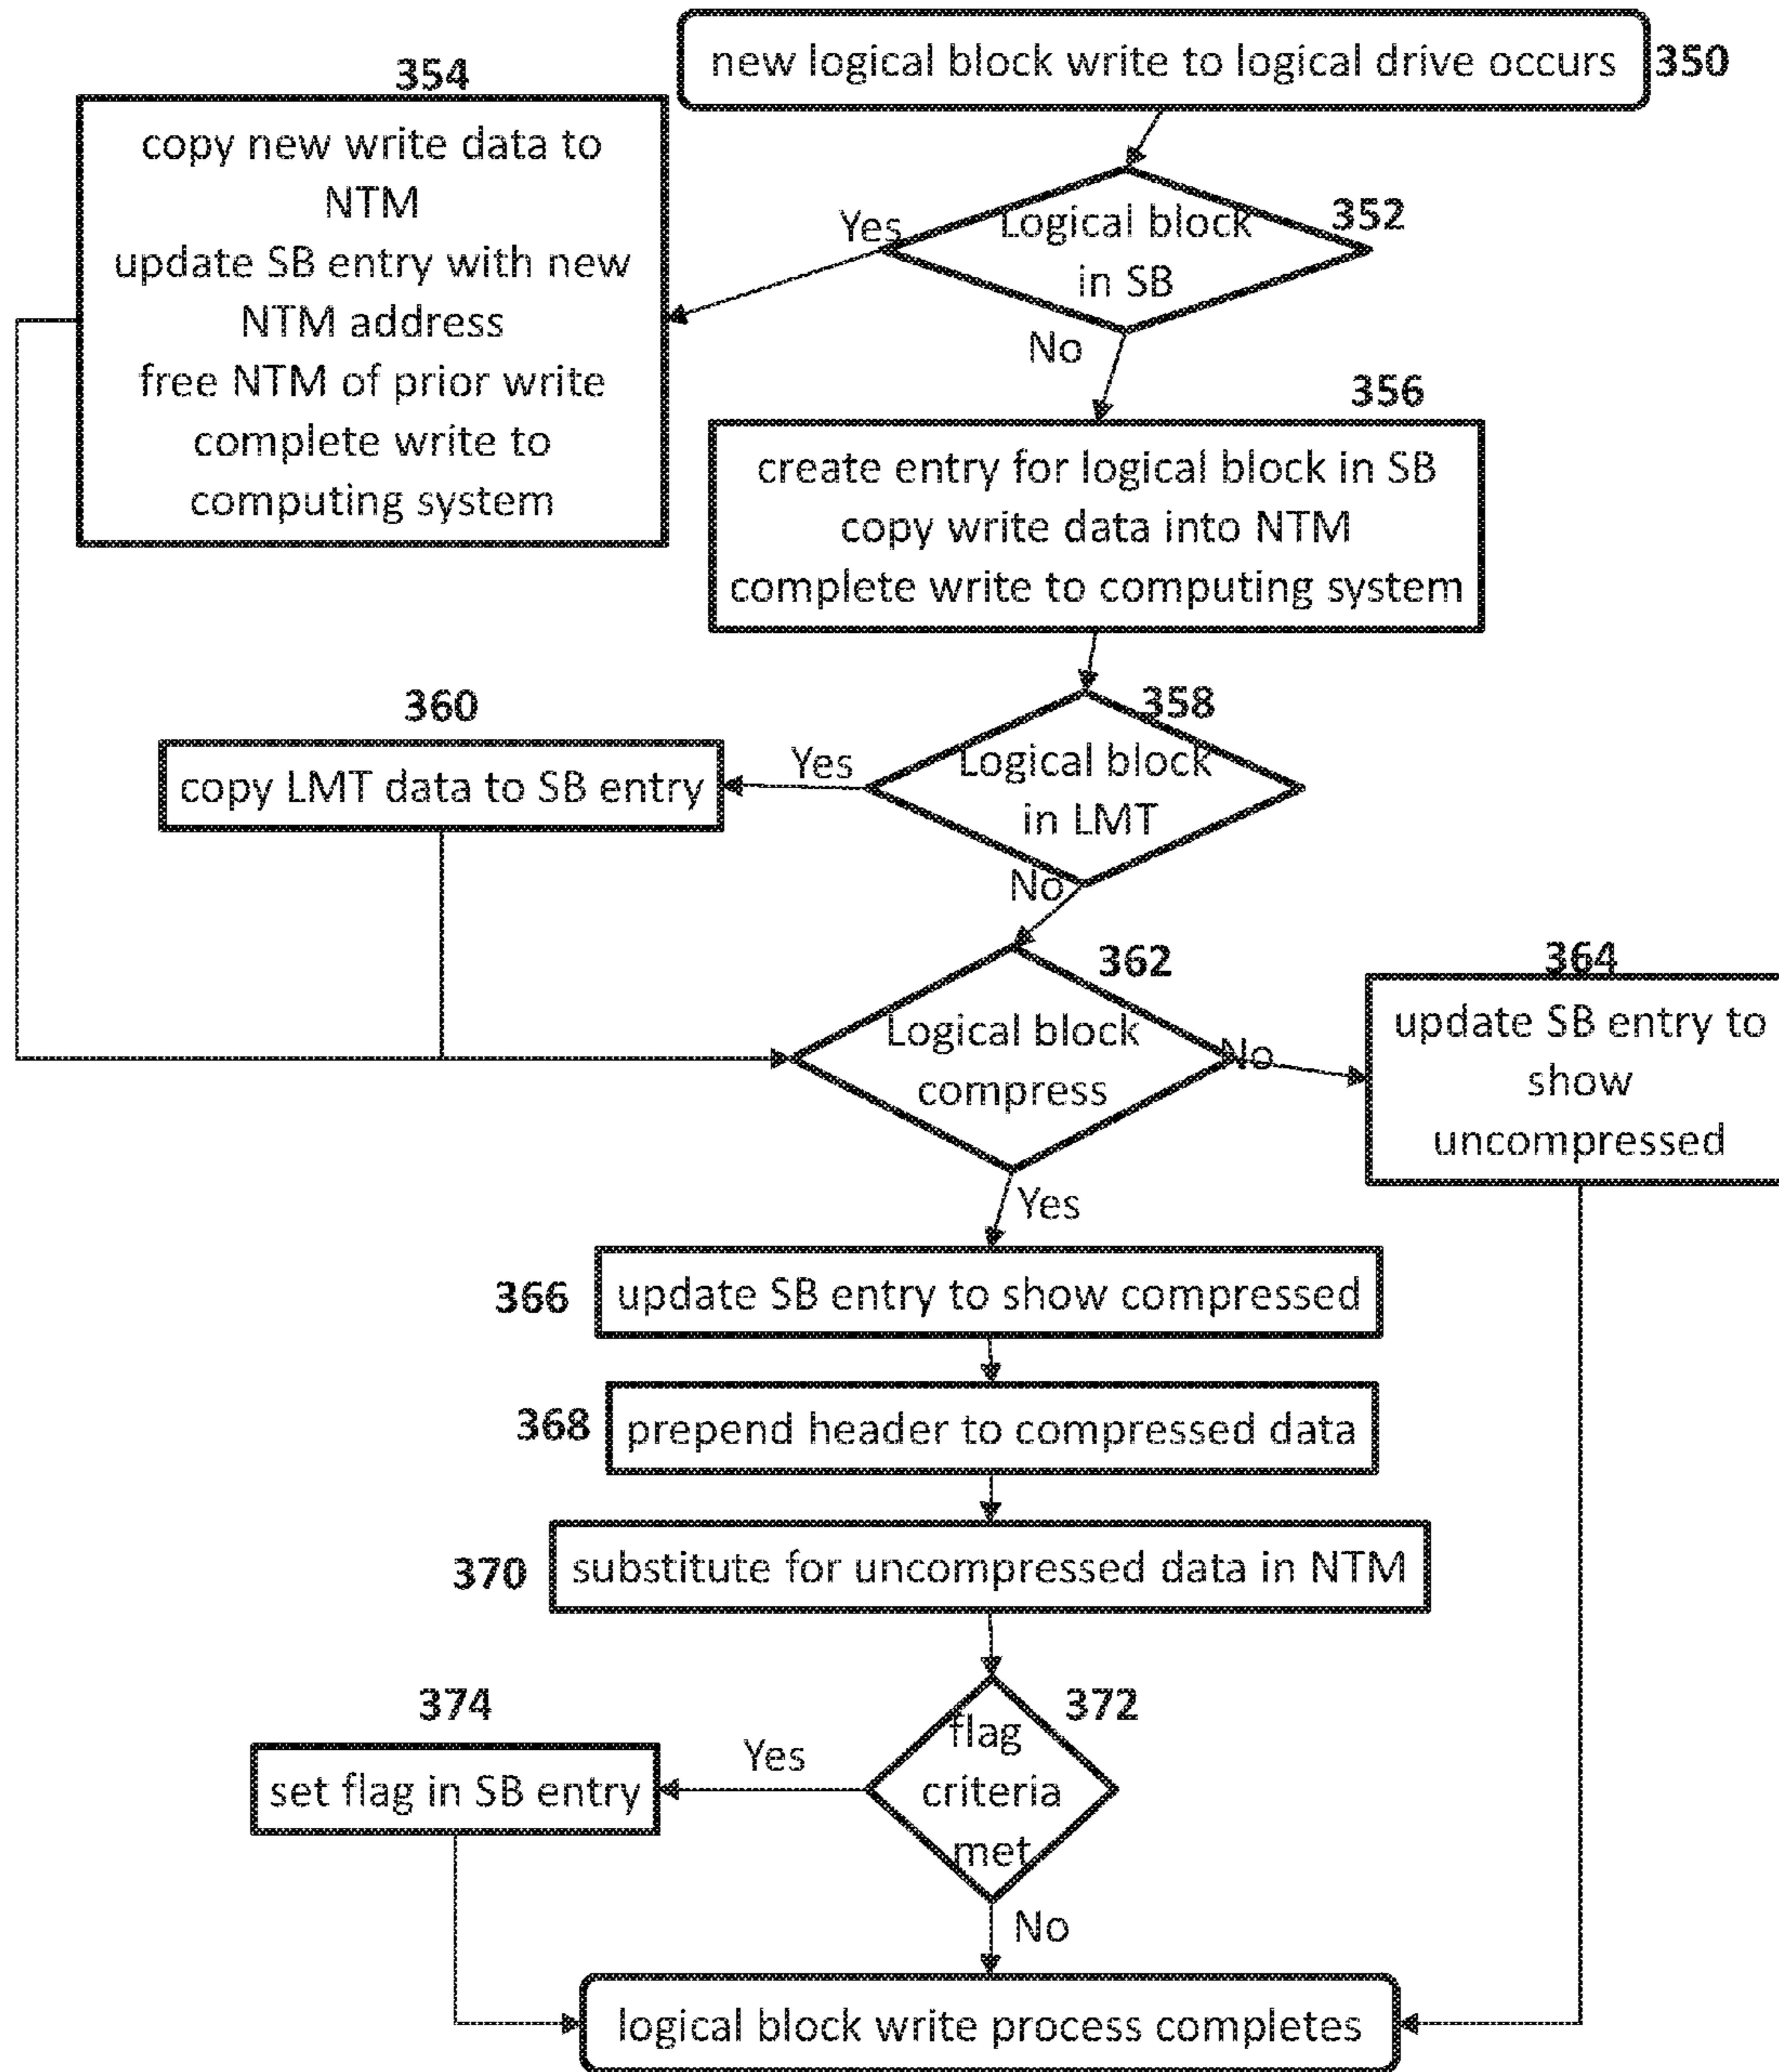 new logical block write to logical drive occurs
350
354
copy new write data to
NTM
update SB entry with new
NTM address
free NTM of prior write
complete write to
computing system
352
Logical block
in SB
Yes
No
356
create entry for logical block in SB
copy write data into NTM
complete write to computing system
358
Logical block
in LMT
Yes
No
360
copy LMT data to SB entry
362
Logical block
compress
No
Yes
364
update SB entry to
show
uncompressed
366
update SB entry to show compressed
368
prepend header to compressed data
370
substitute for uncompressed data in NTM
372
flag
criteria
met
Yes
No
374
set flag in SB entry
logical block write process completes